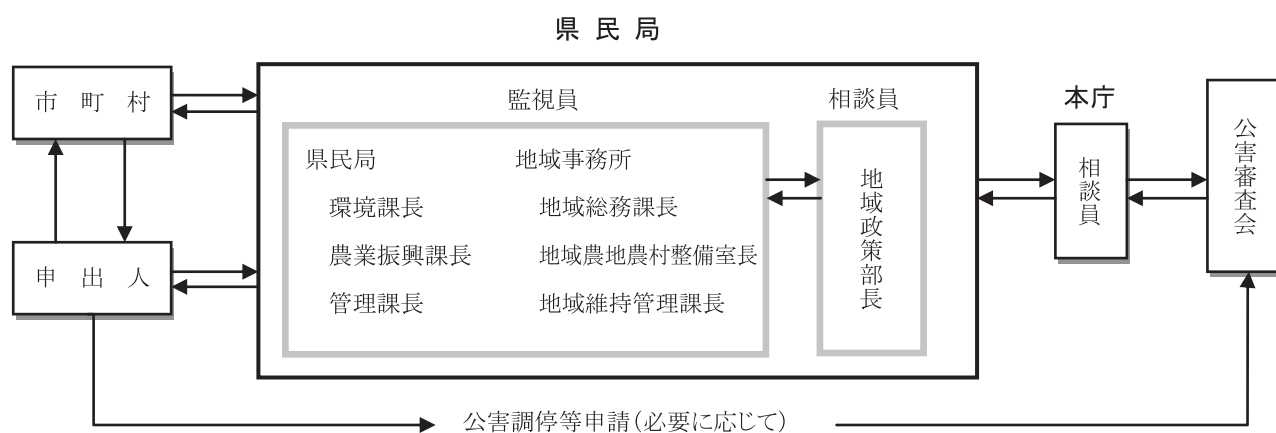 県民局
市町村
申出人
監視員
県民局
環境課長
農業振興課長
管理課長
地域事務所
地域総務課長
地域農地農村整備室長
地域維持管理課長
相談員
地域政策部長
本庁
相談員
公害審査会
公害調停等申請(必要に応じて)